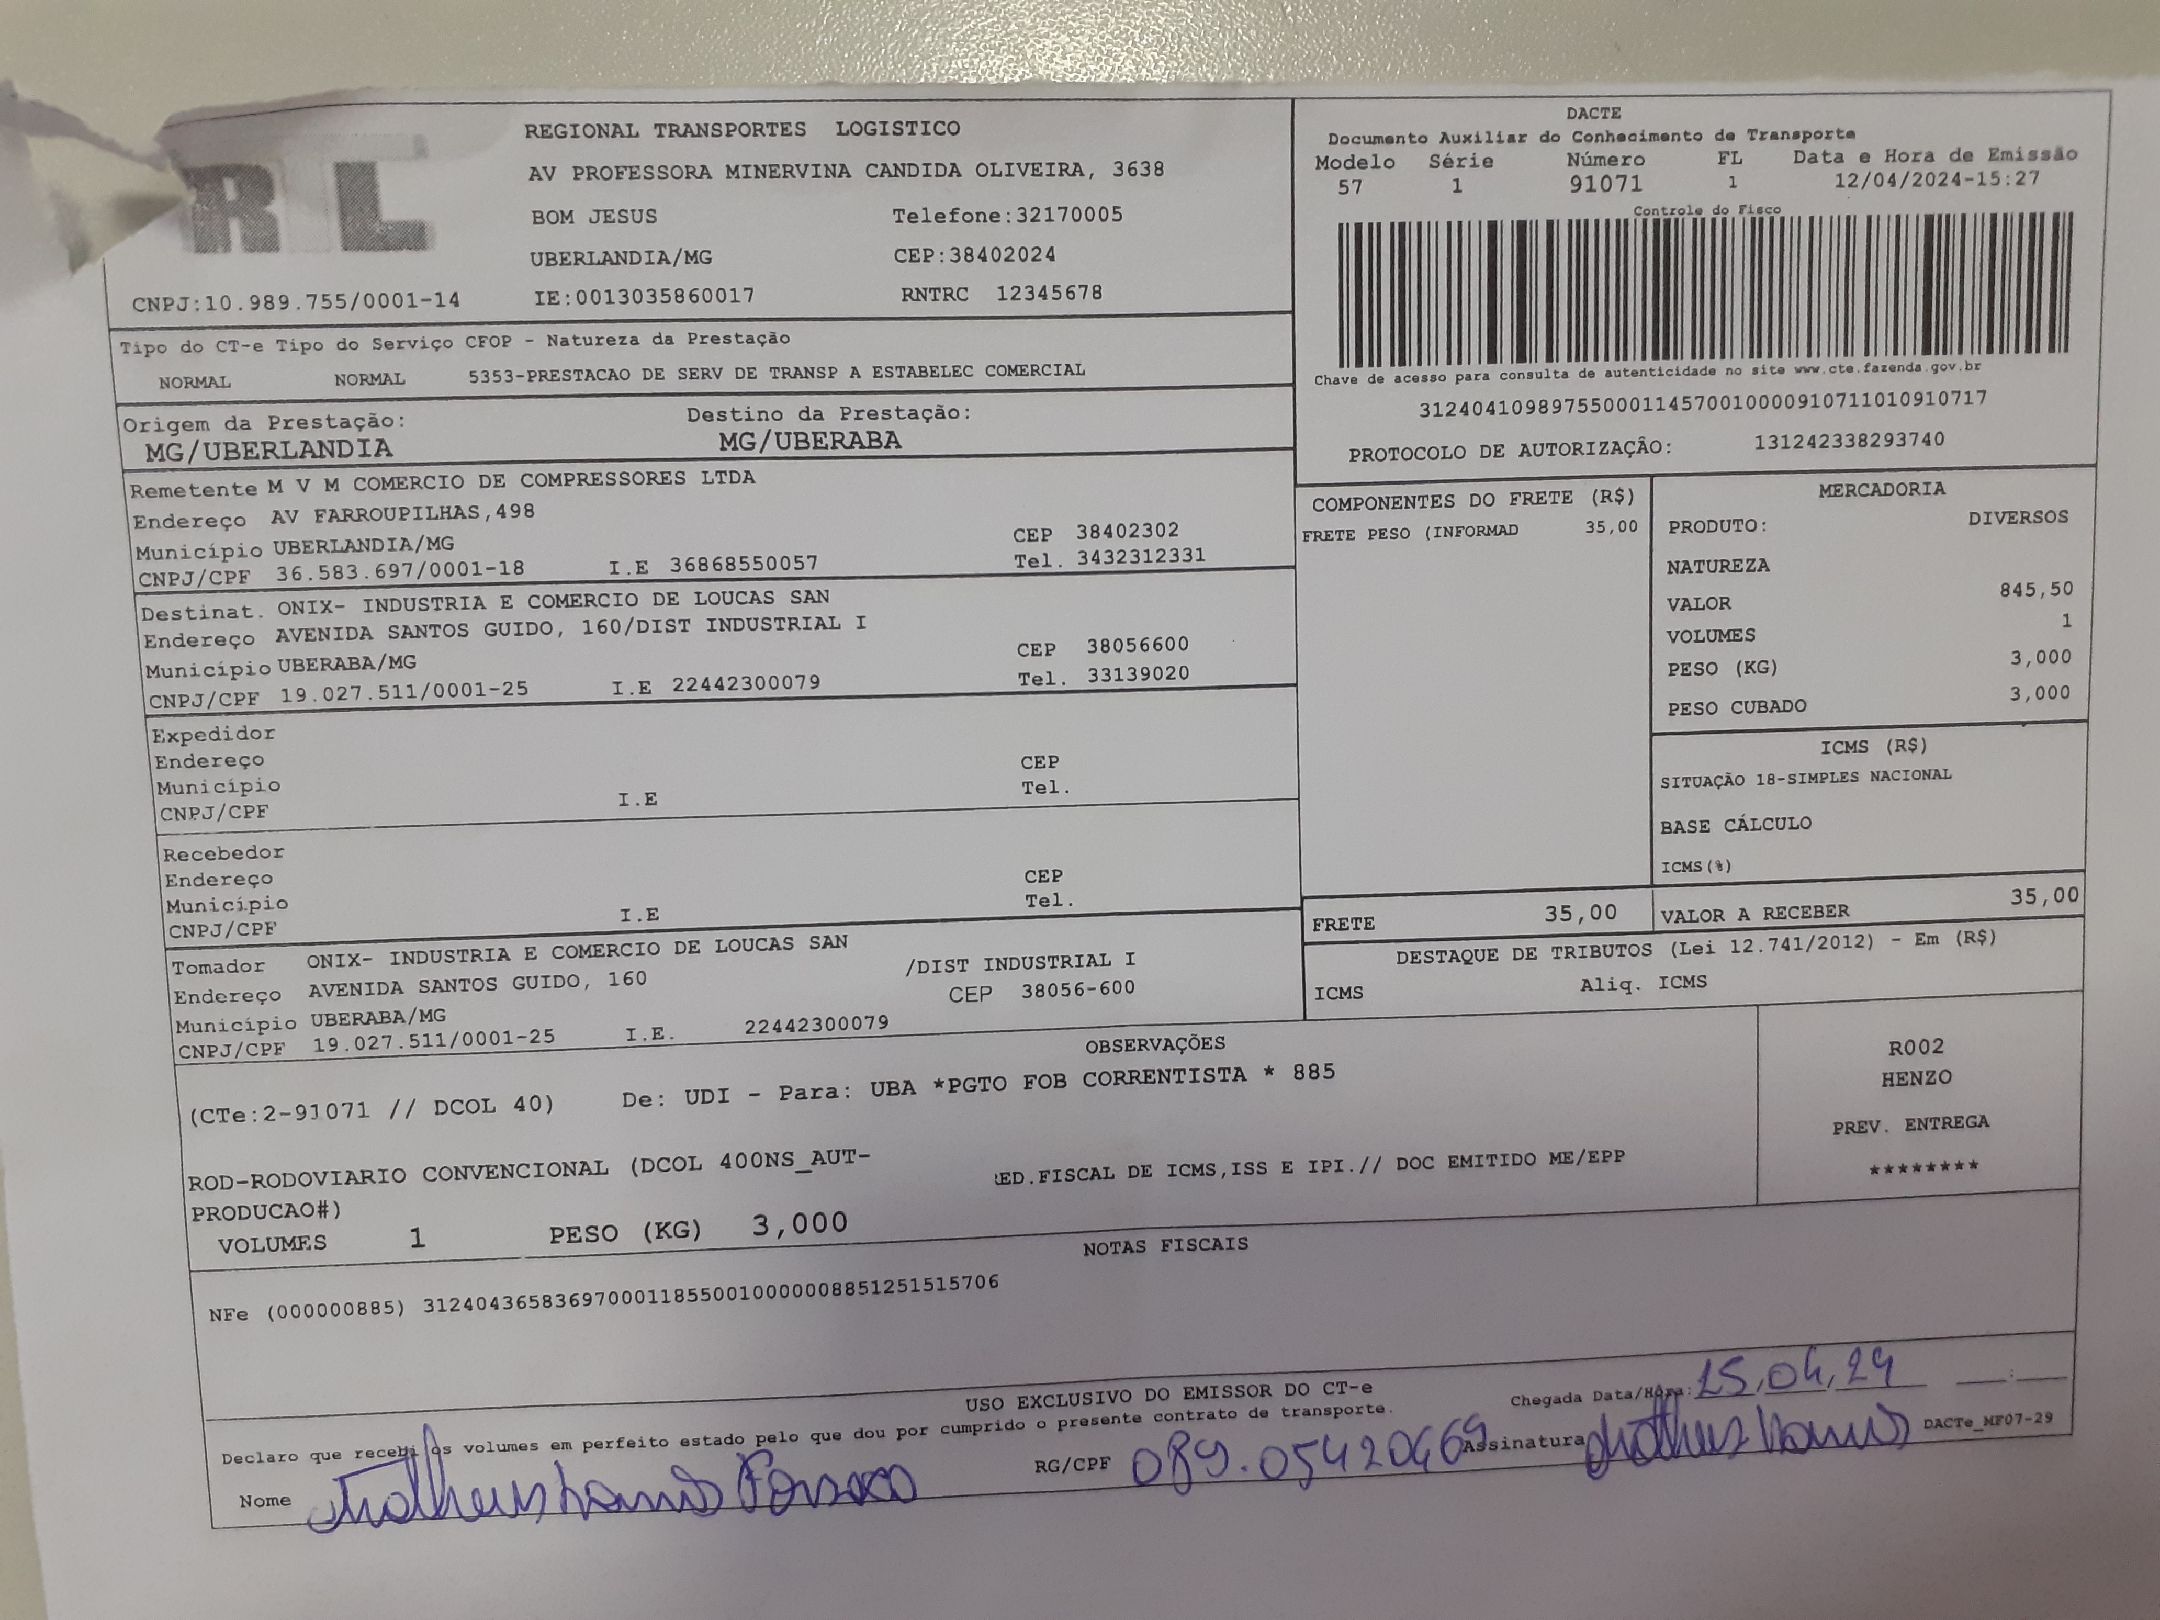 RL
REGIONAL TRANSPORTES LOGISTICO
AV PROFESSORA MINERVINA CANDIDA OLIVEIRA, 3638
BOM JESUS Telefone:32170005
UBERLANDIA/MG CEP:38402024
CNPJ:10.989.755/0001-14 IE:0013035860017 RNTRC 12345678
DACTE
Documento Auxiliar do Conhecimento de Transporte
Modelo Série Número FL Data e Hora de Emissão
57 1 91071 1 12/04/2024-15:27
Controle do Fisco
Chave de acesso para consulta de autenticidade no site www.cte.fazenda.gov.br
31240410989755000114570010000910711010910717
PROTOCOLO DE AUTORIZAÇÃO: 131242338293740
Tipo do CT-e Tipo do Serviço CFOP - Natureza da Prestação
NORMAL NORMAL 5353-PRESTACAO DE SERV DE TRANSP A ESTABELEC COMERCIAL
Origem da Prestação: Destino da Prestação:
MG/UBERLANDIA MG/UBERABA
Remetente M V M COMERCIO DE COMPRESSORES LTDA
Endereço AV FARROUPILHAS,498
Município UBERLANDIA/MG CEP 38402302
CNPJ/CPF 36.583.697/0001-18 I.E 36868550057 Tel. 3432312331
Destinat. ONIX- INDUSTRIA E COMERCIO DE LOUCAS SAN
Endereço AVENIDA SANTOS GUIDO, 160/DIST INDUSTRIAL I
Município UBERABA/MG CEP 38056600
CNPJ/CPF 19.027.511/0001-25 I.E 22442300079 Tel. 33139020
Expedidor
Endereço CEP
Município Tel.
CNPJ/CPF I.E
Recebedor
Endereço CEP
Município Tel.
CNPJ/CPF I.E
Tomador ONIX- INDUSTRIA E COMERCIO DE LOUCAS SAN
Endereço AVENIDA SANTOS GUIDO, 160 /DIST INDUSTRIAL I
Município UBERABA/MG CEP 38056-600
CNPJ/CPF 19.027.511/0001-25 I.E. 22442300079
COMPONENTES DO FRETE (R$)
FRETE PESO (INFORMAD 35,00
MERCADORIA
PRODUTO: DIVERSOS
NATUREZA
VALOR 845,50
VOLUMES 1
PESO (KG) 3,000
PESO CUBADO 3,000
ICMS (R$)
SITUAÇÃO 18-SIMPLES NACIONAL
BASE CÁLCULO
ICMS(%)
FRETE 35,00 VALOR A RECEBER 35,00
DESTAQUE DE TRIBUTOS (Lei 12.741/2012) - Em (R$)
ICMS Aliq. ICMS
OBSERVAÇÕES
(CTe:2-91071 // DCOL 40) De: UDI - Para: UBA *PGTO FOB CORRENTISTA * 885
ROD-RODOVIARIO CONVENCIONAL (DCOL 400NS_AUT- ED.FISCAL DE ICMS,ISS E IPI.// DOC EMITIDO ME/EPP
PRODUCAO#)
VOLUMES 1 PESO (KG) 3,000
R002
HENZO
PREV. ENTREGA
********
NOTAS FISCAIS
NFe (000000885) 31240436583697000118550010000008851251515706
USO EXCLUSIVO DO EMISSOR DO CT-e Chegada Data/Hora: 15,04,24 __:__
Declaro que recebi os volumes em perfeito estado pelo que dou por cumprido o presente contrato de transporte.
Nome Matheus Fonseca RG/CPF 089.05420469 Assinatura Matheus DACTe_MF07-29